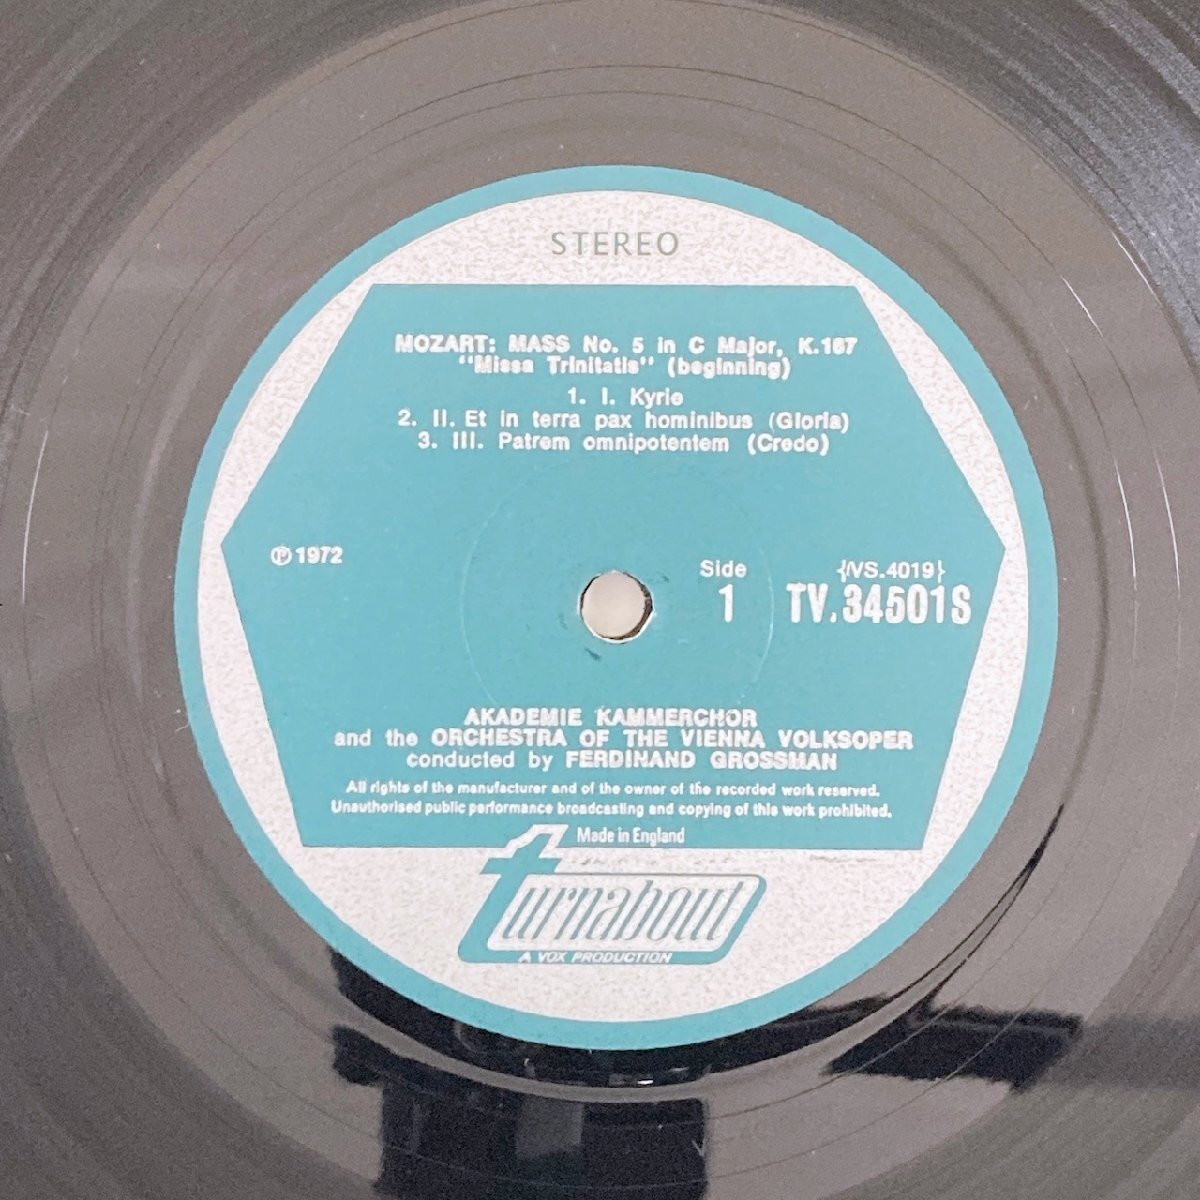 STEREO
MOZART: MASS No. 5 in C Major, K.167
"Missa Trinitatis" (beginning)
1. I. Kyrie
2. II. Et in terra pax hominibus (Gloria)
3. III. Patrem omnipotentem (Credo)
℗ 1972
Side
1
{/VS.4019}
TV.34501S
AKADEMIE KAMMERCHOR
and the ORCHESTRA OF THE VIENNA VOLKSOPER
conducted by FERDINAND GROSSMAN
All rights of the manufacturer and of the owner of the recorded work reserved.
Unauthorised public performance broadcasting and copying of this work prohibited.
Made in England
turnabout
A VOX PRODUCTION